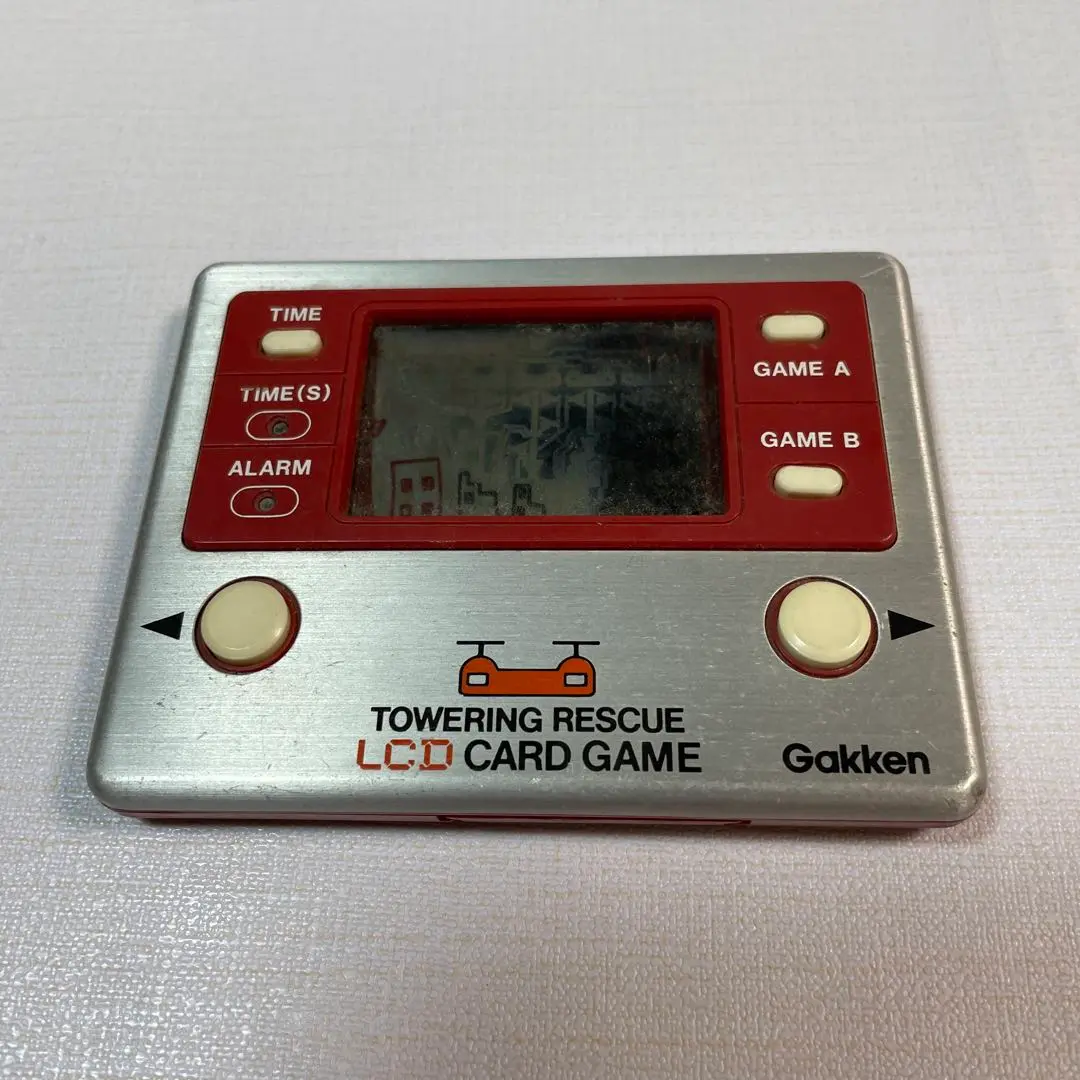 TIME
GAME A
TIME(S)
GAME B
ALARM
TOWERING RESCUE
LCD CARD GAME
Gakken